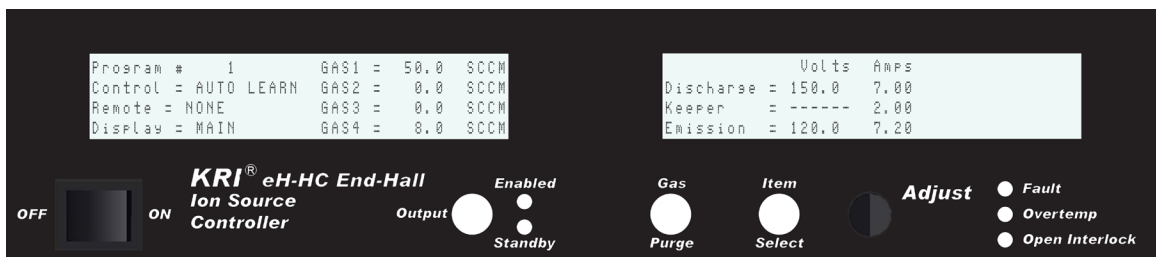 Program #    1    GAS1 =  50.0  SCCM
Control = AUTO LEARN  GAS2 =   0.0  SCCM
Remote = NONE  GAS3 =   0.0  SCCM
Display = MAIN  GAS4 =   8.0  SCCM
Volts  Amps
Discharge = 150.0  7.00
Keeper    = ------  2.00
Emission  = 120.0  7.20
KRI® eH-HC End-Hall
Ion Source
Controller
OFF
ON
Output
Enabled
Standby
Gas
Purge
Item
Select
Adjust
Fault
Overtemp
Open Interlock